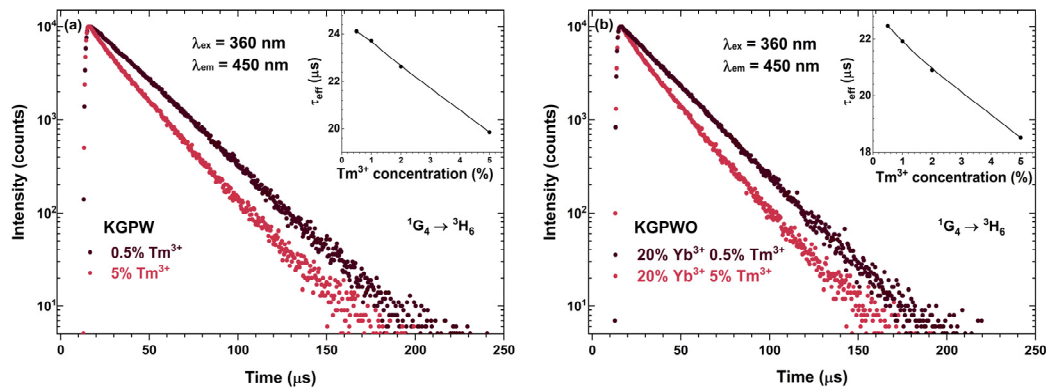 (a)
λex = 360 nm
λem = 450 nm
Intensity (counts)
10⁴
10³
10²
10¹
KGPW
0.5% Tm³⁺
5% Tm³⁺
¹G₄ → ³H₆
0 50 100 150 200 250
Time (μs)
τeff (μs)
24
22
20
0 1 2 3 4 5
Tm³⁺ concentration (%)
(b)
λex = 360 nm
λem = 450 nm
Intensity (counts)
10⁴
10³
10²
10¹
KGPWO
20% Yb³⁺ 0.5% Tm³⁺
20% Yb³⁺ 5% Tm³⁺
¹G₄ → ³H₆
0 50 100 150 200 250
Time (μs)
τeff (μs)
22
20
18
0 1 2 3 4 5
Tm³⁺ concentration (%)